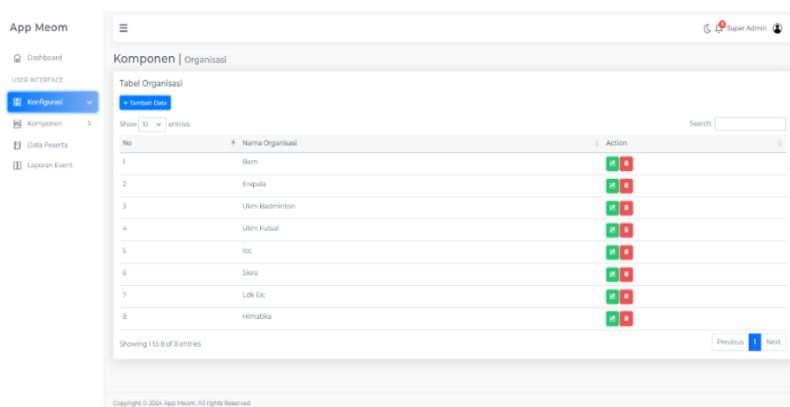 App Meom
Super Admin
Dashboard
Komponen | Organisasi
USER INTERFACE
Tabel Organisasi
Konfigurasi
+ Tambah Data
Komponen
Show 10 entries
Search:
Data Peserta
No Nama Organisasi Action
Laporan Event
1 Bem
2 Erapala
3 Ukm Badminton
4 Ukm Futsal
5 Icc
6 Siera
7
8 Himatika
Showing 1 to 8 of 8 entries
Previous 1 Next
Copyright © 2024 App Meom. All rights Reserved